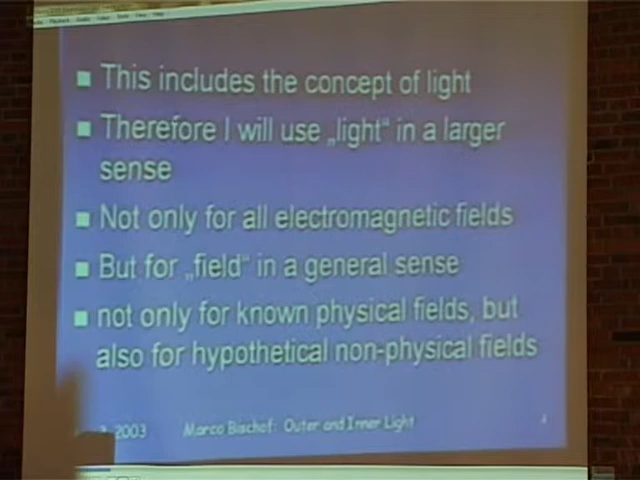 This includes the concept of light
Therefore I will use „light“ in a larger
sense
Not only for all electromagnetic fields
But for „field“ in a general sense
not only for known physical fields, but
also for hypothetical non-physical fields
2003 Marco Bischof: Outer and Inner Light